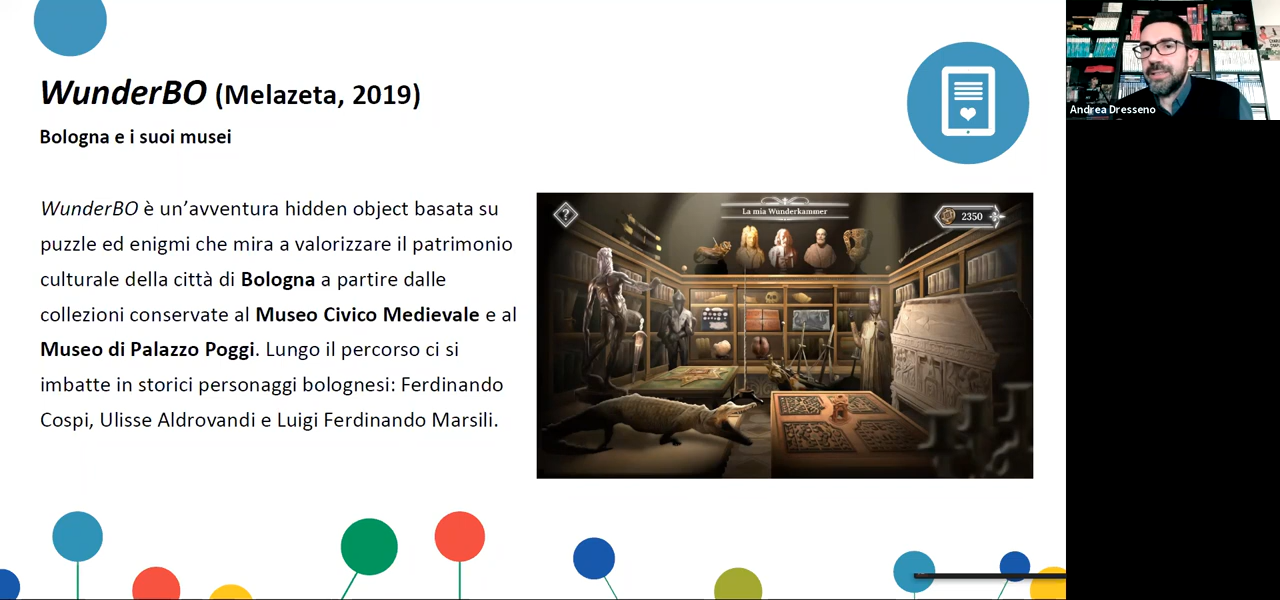 WunderBO (Melazeta, 2019)
Bologna e i suoi musei
WunderBO è un’avventura hidden object basata su
puzzle ed enigmi che mira a valorizzare il patrimonio
culturale della città di Bologna a partire dalle
collezioni conservate al Museo Civico Medievale e al
Museo di Palazzo Poggi. Lungo il percorso ci si
imbatte in storici personaggi bolognesi: Ferdinando
Cospi, Ulisse Aldrovandi e Luigi Ferdinando Marsili.
?
La mia Wunderkammer
2350
Andrea Dresseno